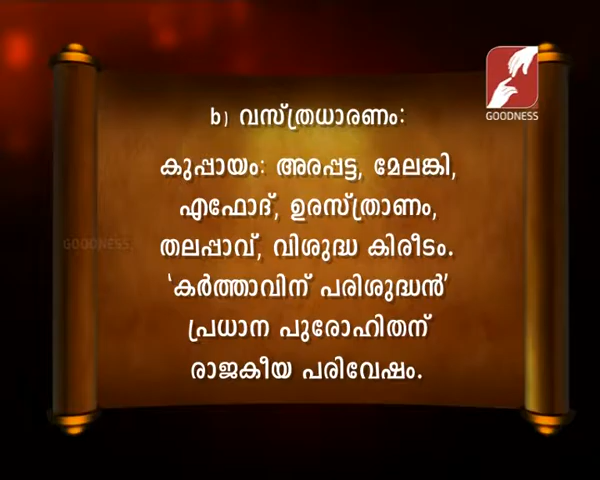 GOODNESS
b) വസ്ത്രധാരണം:
കുപ്പായം: അരപ്പട്ട, മേലങ്കി,
എഫോദ്, ഉരസ്ത്രാണം,
GOODNESS
തലപ്പാവ്, വിശുദ്ധ കിരീടം.
'കർത്താവിന് പരിശുദ്ധൻ'
പ്രധാന പുരോഹിതന്
രാജകീയ പരിവേഷം.